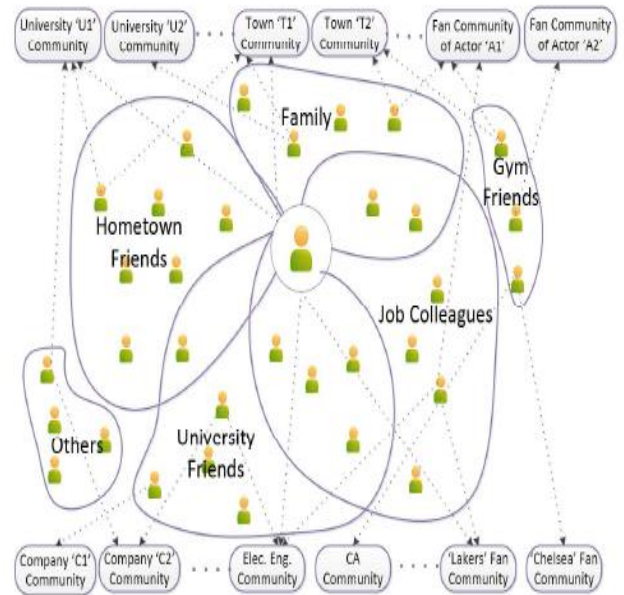 University 'U1'
Community
University 'U2'
Community
Town 'T1'
Community
Town 'T2'
Community
Fan Community
of Actor 'A1'
Fan Community
of Actor 'A2'
Family
Gym
Friends
Hometown
Friends
Job Colleagues
University
Friends
Others
Company 'C1'
Community
Company 'C2'
Community
Elec. Eng.
Community
CA
Community
'Lakers' Fan
Community
Chelsea' Fan
Community